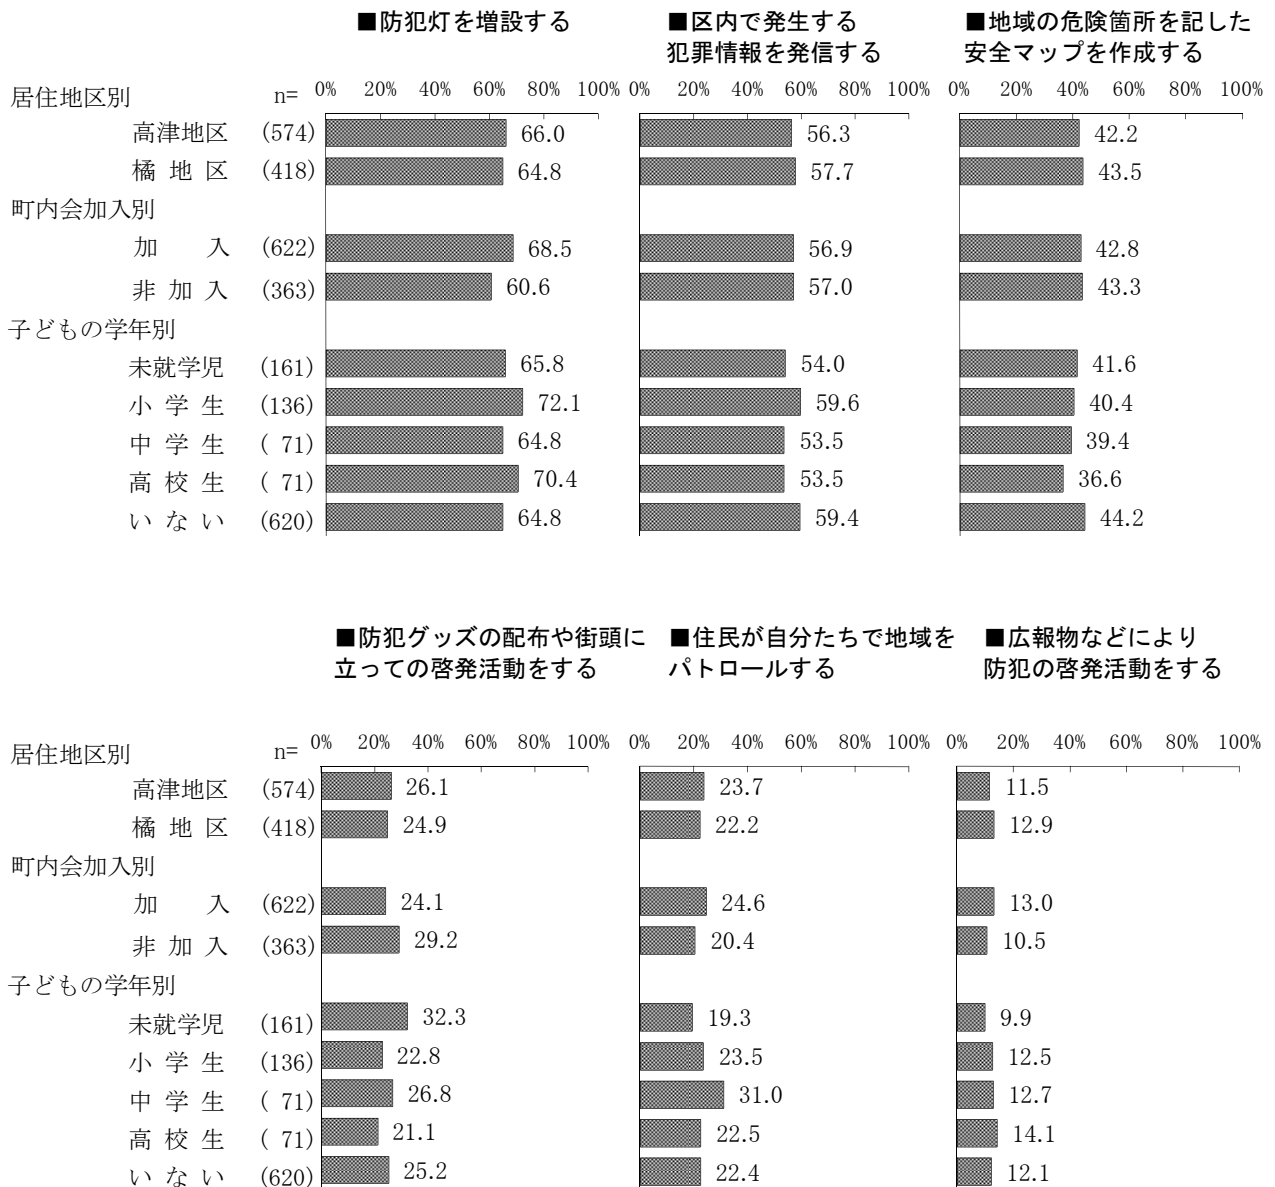 ■防犯灯を増設する ■区内で発生する ■地域の危険箇所を記した
犯罪情報を発信する 安全マップを作成する
居住地区別 n= 0% 20% 40% 60% 80% 100% 0% 20% 40% 60% 80% 100% 0% 20% 40% 60% 80% 100%
高津地区 (574) 66.0 56.3 42.2
橘 地 区 (418) 64.8 57.7 43.5
町内会加入別
加 入 (622) 68.5 56.9 42.8
非 加 入 (363) 60.6 57.0 43.3
子どもの学年別
未就学児 (161) 65.8 54.0 41.6
小 学 生 (136) 72.1 59.6 40.4
中 学 生 ( 71) 64.8 53.5 39.4
高 校 生 ( 71) 70.4 53.5 36.6
い な い (620) 64.8 59.4 44.2
■防犯グッズの配布や街頭に ■住民が自分たちで地域を ■広報物などにより
立っての啓発活動をする パトロールする 防犯の啓発活動をする
居住地区別 n= 0% 20% 40% 60% 80% 100% 0% 20% 40% 60% 80% 100% 0% 20% 40% 60% 80% 100%
高津地区 (574) 26.1 23.7 11.5
橘 地 区 (418) 24.9 22.2 12.9
町内会加入別
加 入 (622) 24.1 24.6 13.0
非 加 入 (363) 29.2 20.4 10.5
子どもの学年別
未就学児 (161) 32.3 19.3 9.9
小 学 生 (136) 22.8 23.5 12.5
中 学 生 ( 71) 26.8 31.0 12.7
高 校 生 ( 71) 21.1 22.5 14.1
い な い (620) 25.2 22.4 12.1